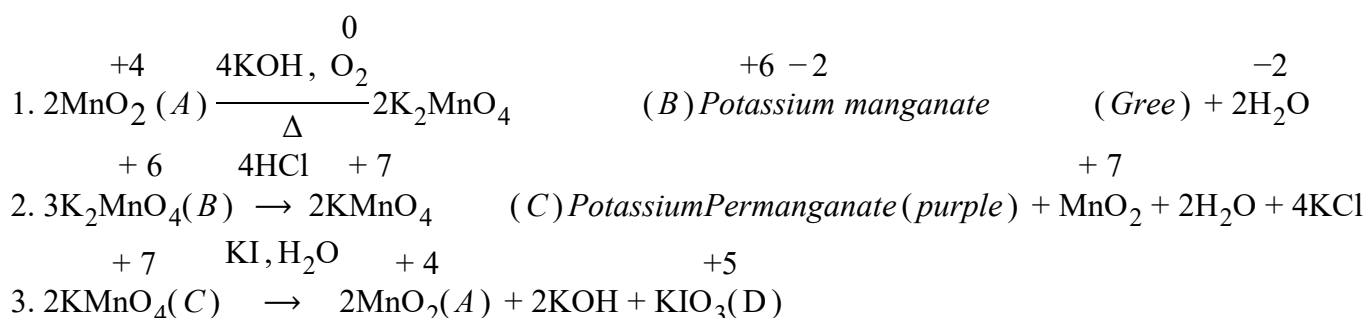 0
+4 4KOH, O2 +6 −2 −2
1. 2MnO2 (A) Δ 2K2MnO4 (B) Potassium manganate (Gree) + 2H2O
+ 6 4HCl + 7 + 7
2. 3K2MnO4(B) → 2KMnO4 (C) PotassiumPermanganate(purple) + MnO2 + 2H2O + 4KCl
+ 7 KI, H2O + 4 +5
3. 2KMnO4(C) → 2MnO2(A) + 2KOH + KIO3(D)